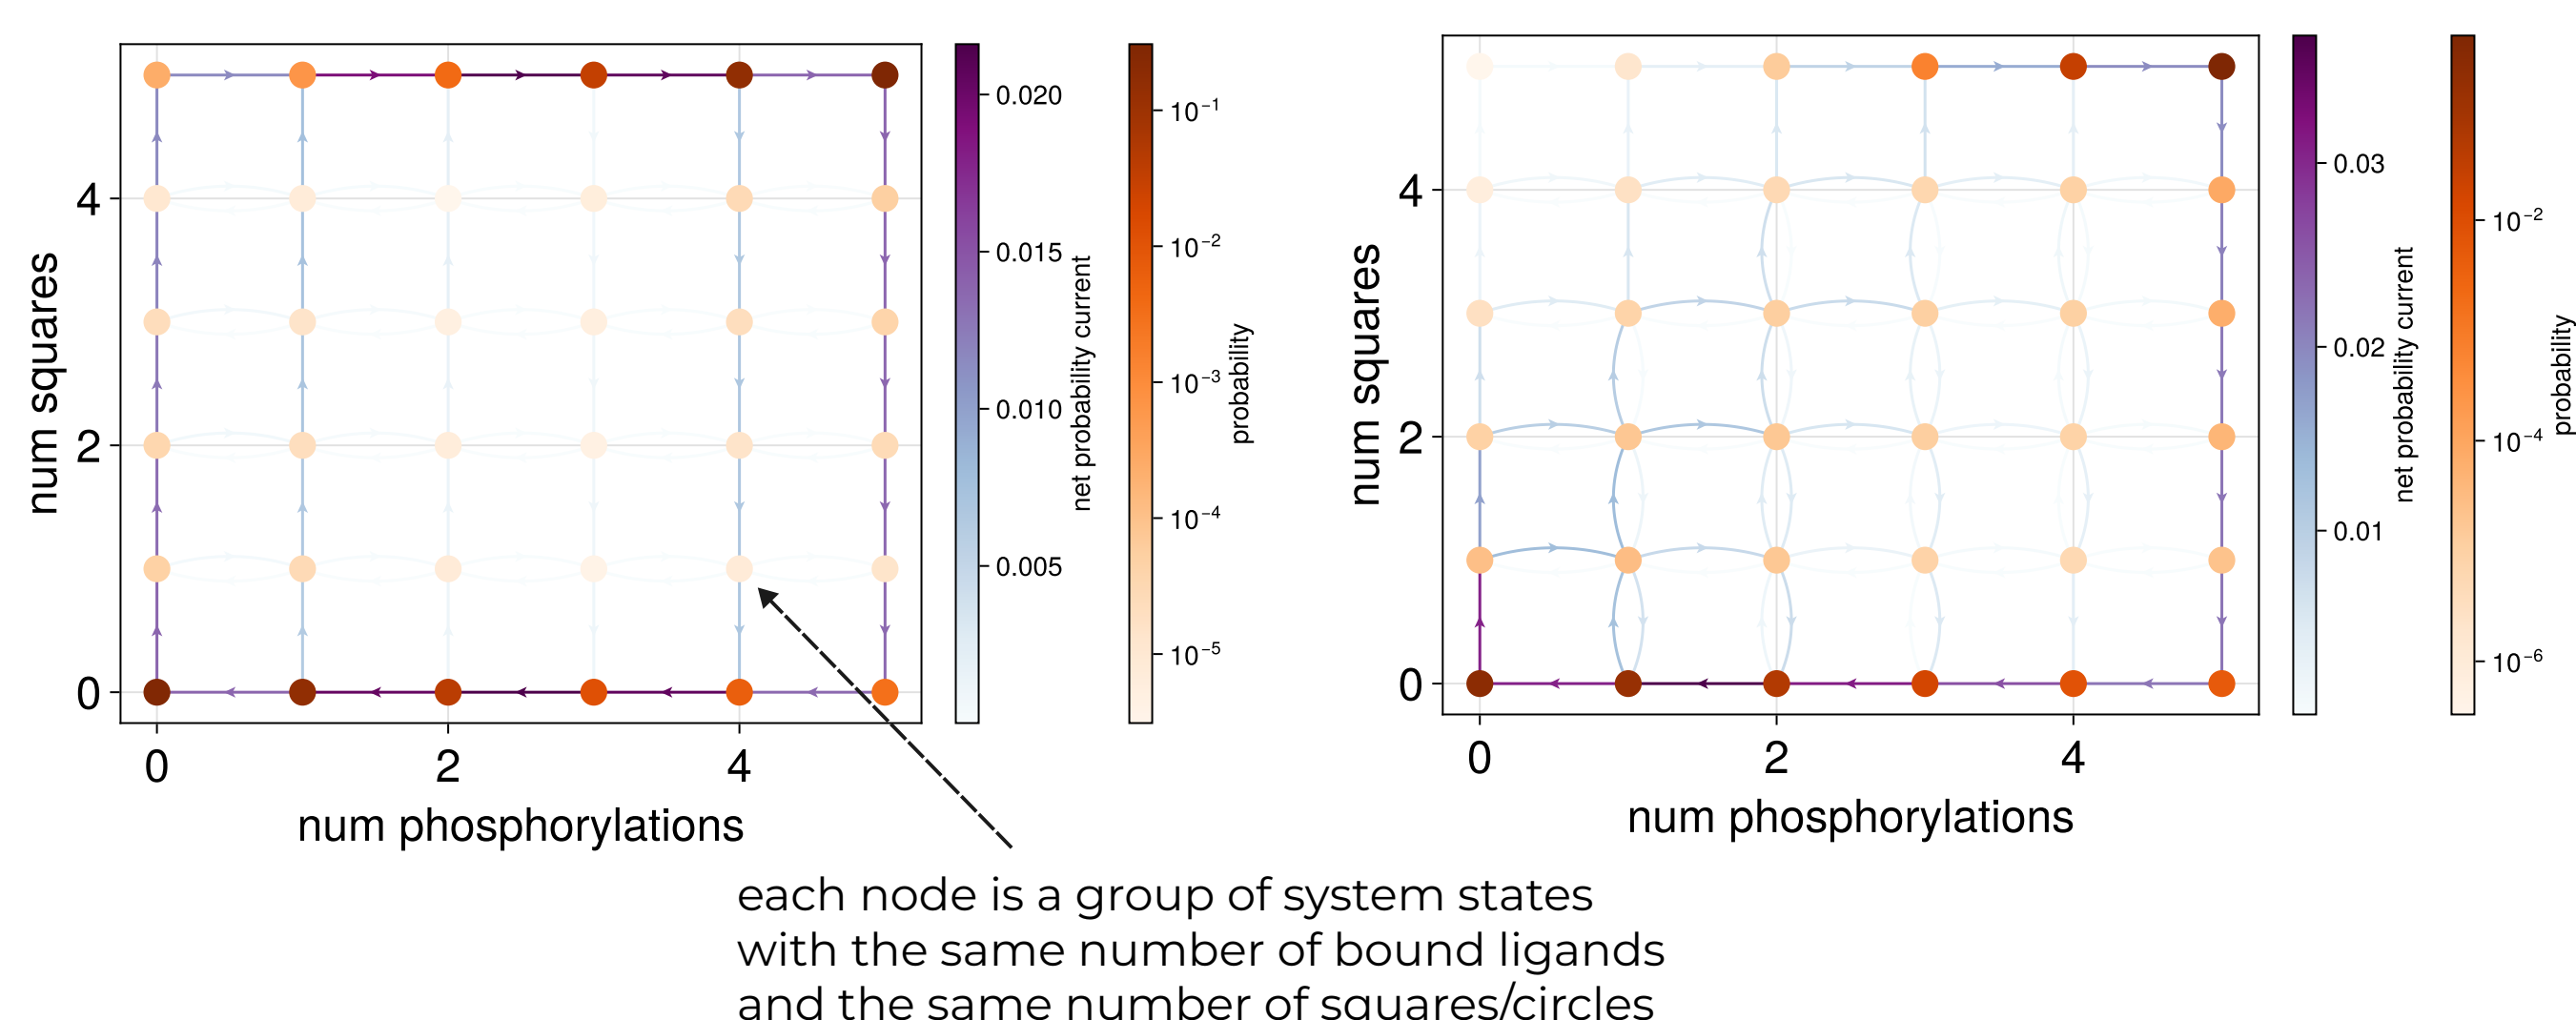 num squares
4
2
0
0
2
4
num phosphorylations
0.020
0.015
0.010
0.005
net probability current
10⁻¹
10⁻²
10⁻³
10⁻⁴
10⁻⁵
probability
num squares
4
2
0
0
2
4
num phosphorylations
0.03
0.02
0.01
net probability current
10⁻²
10⁻⁴
10⁻⁶
probability
each node is a group of system states
with the same number of bound ligands
and the same number of squares/circles